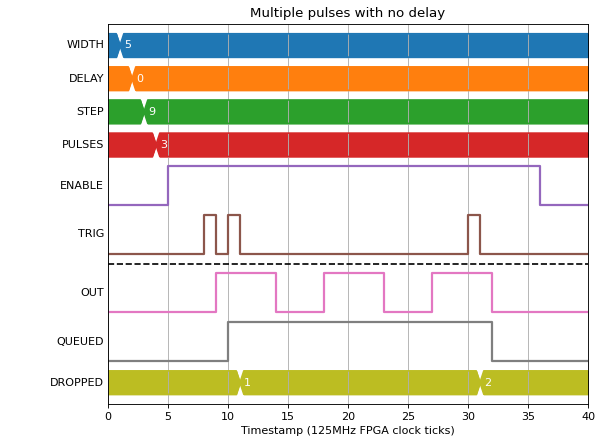 Multiple pulses with no delay
WIDTH 5
DELAY 0
STEP 9
PULSES 3
ENABLE
TRIG
OUT
QUEUED
DROPPED 1 2
0 5 10 15 20 25 30 35 40
Timestamp (125MHz FPGA clock ticks)